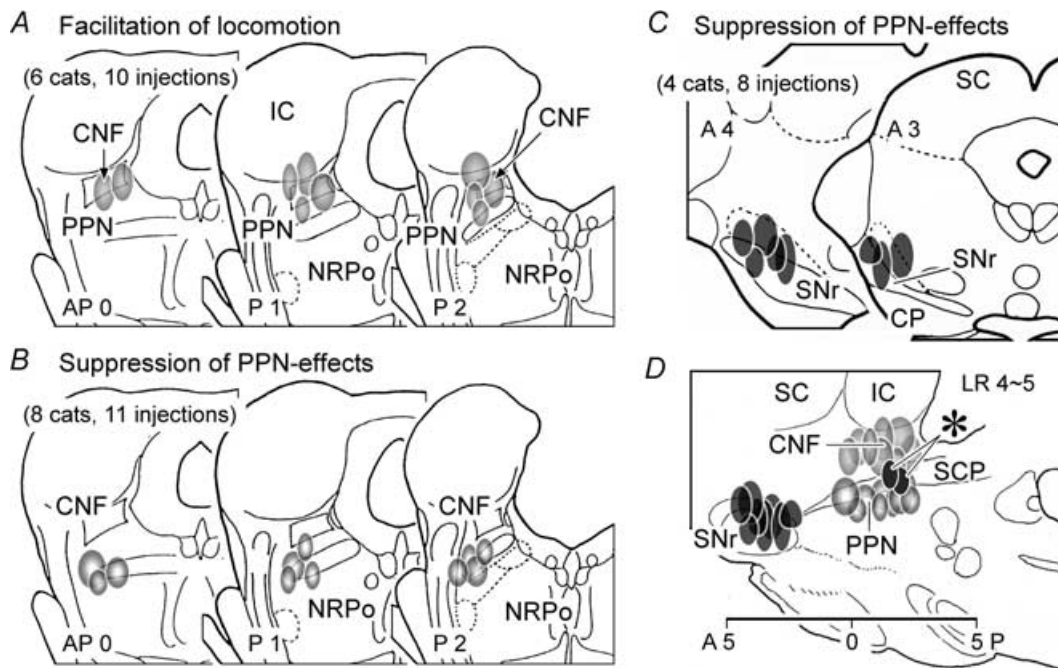 A Facilitation of locomotion
(6 cats, 10 injections)
CNF
PPN
AP 0
IC
PPN
NRPo
P 1
CNF
PPN
NRPo
P 2
B Suppression of PPN-effects
(8 cats, 11 injections)
CNF
AP 0
NRPo
P 1
CNF
NRPo
P 2
C Suppression of PPN-effects
(4 cats, 8 injections)
SC
A 4
A 3
SNr
SNr
CP
D
SC
IC
LR 4~5
CNF
*
SCP
SNr
PPN
A 5 0 5 P